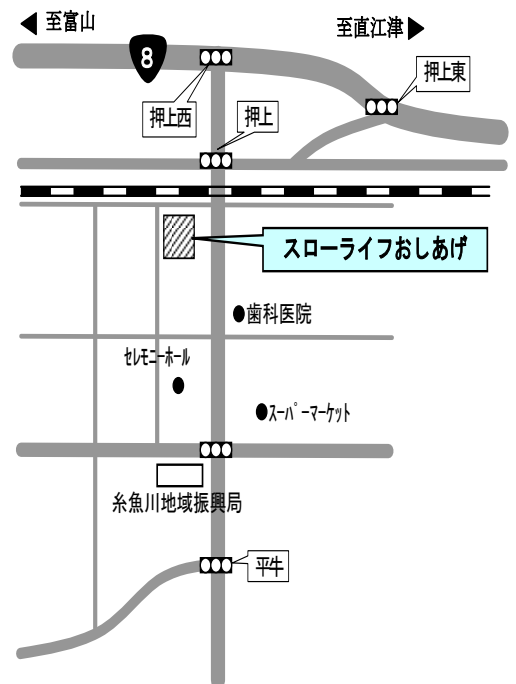 至富山
至直江津
8
押上東
押上西
押上
スローライフおしあげ
歯科医院
セレモニーホール
スーパーマーケット
糸魚川地域振興局
平牛